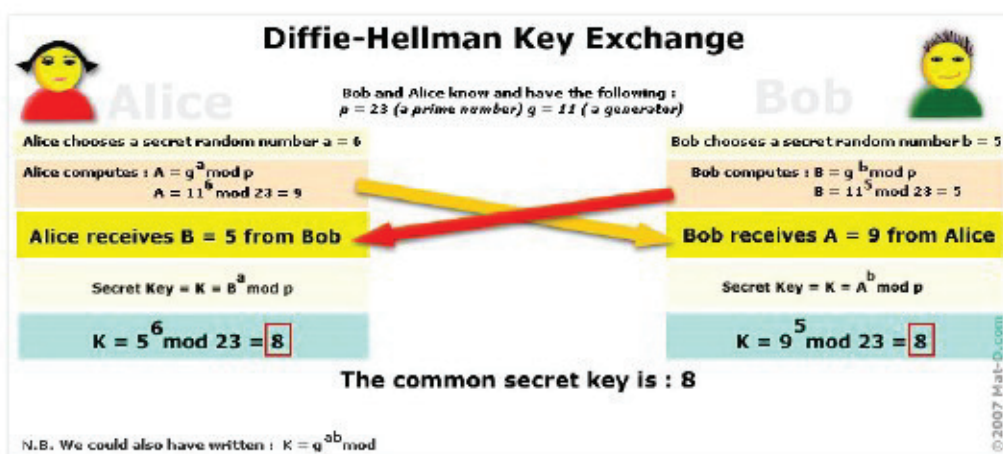 Diffie-Hellman Key Exchange
Alice
Bob
Bob and Alice know and have the following :
p = 23 (a prime number) g = 11 (a generator)
Alice chooses a secret random number a = 6
Bob chooses a secret random number b = 5
Alice computes : A = g^a mod p
A = 11^6 mod 23 = 9
Bob computes : B = g^b mod p
B = 11^5 mod 23 = 5
Alice receives B = 5 from Bob
Bob receives A = 9 from Alice
Secret Key = K = B^a mod p
Secret Key = K = A^b mod p
K = 5^6 mod 23 = 8
K = 9^5 mod 23 = 8
The common secret key is : 8
N.B. We could also have written : K = g^ab mod
©2007 Mat-D.com